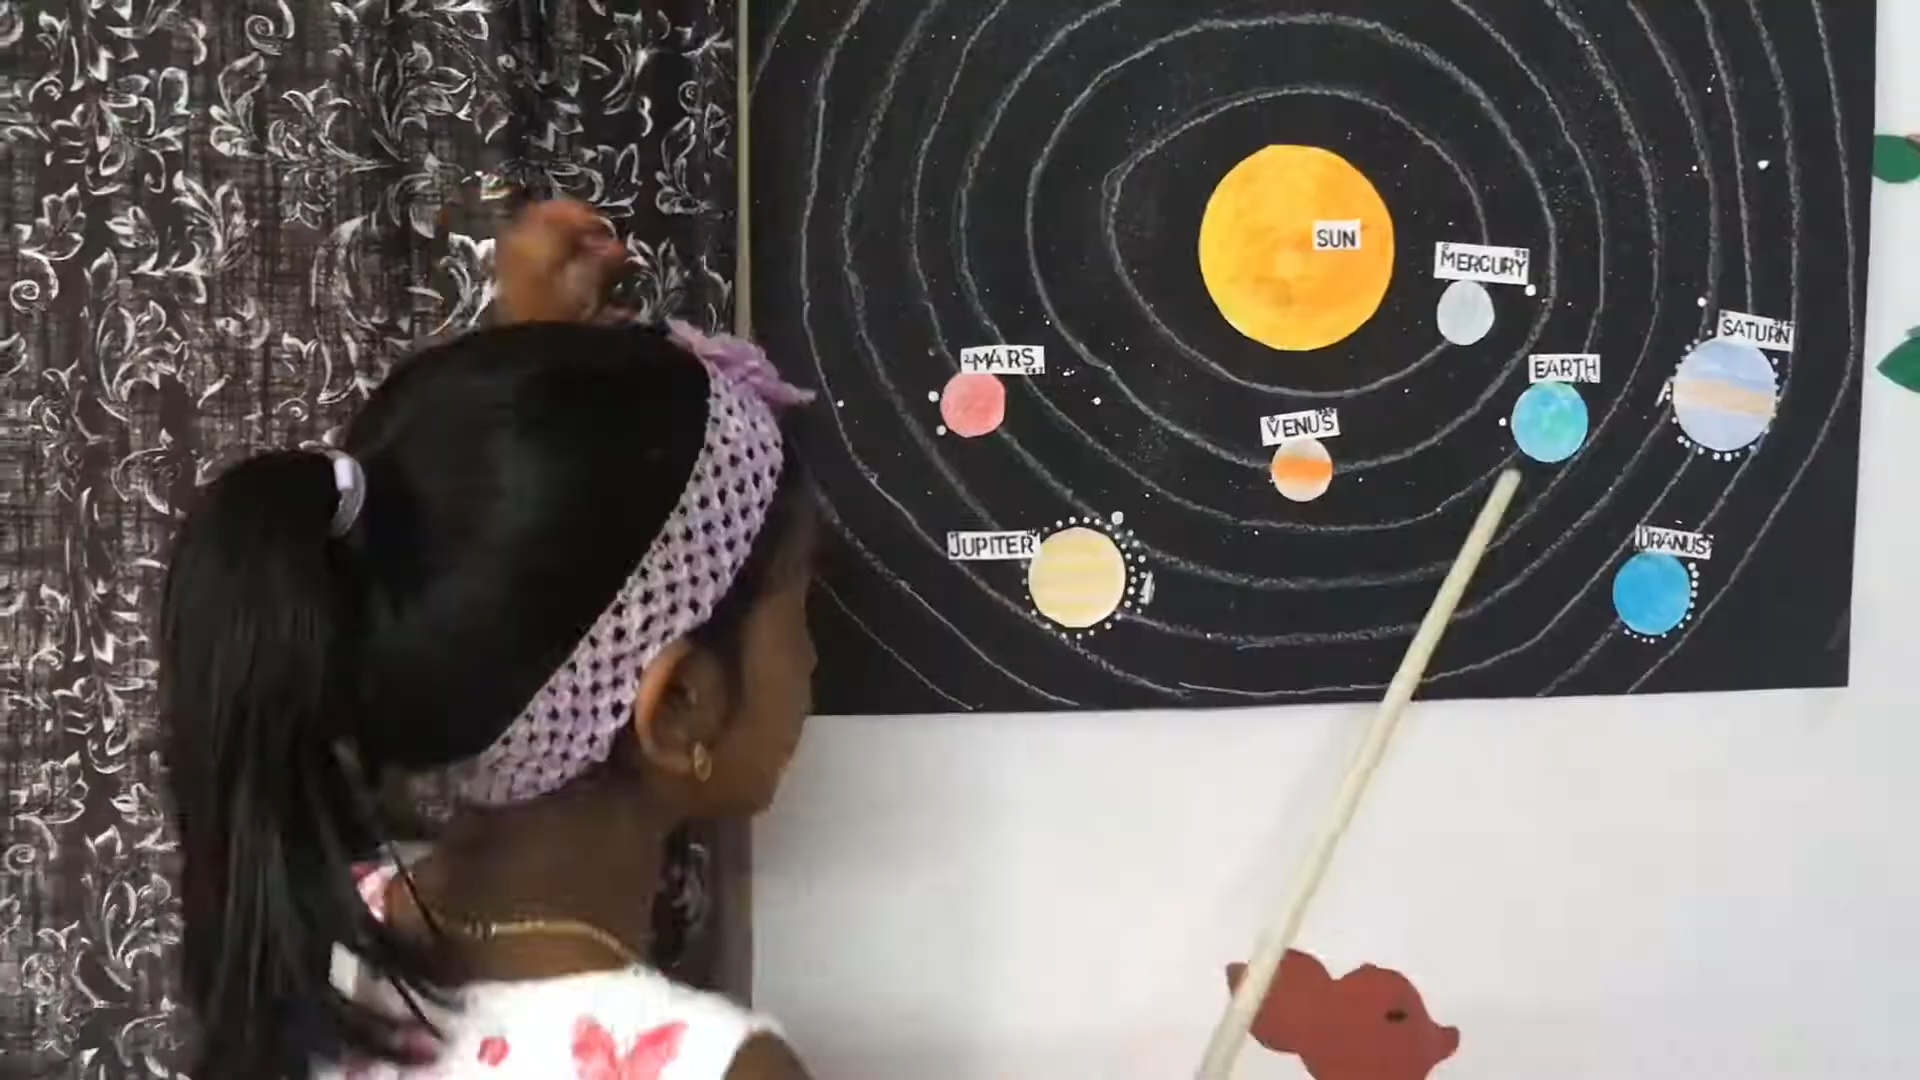 SUN
MERCURY
SATURN
MARS
EARTH
VENUS
JUPITER
URANUS